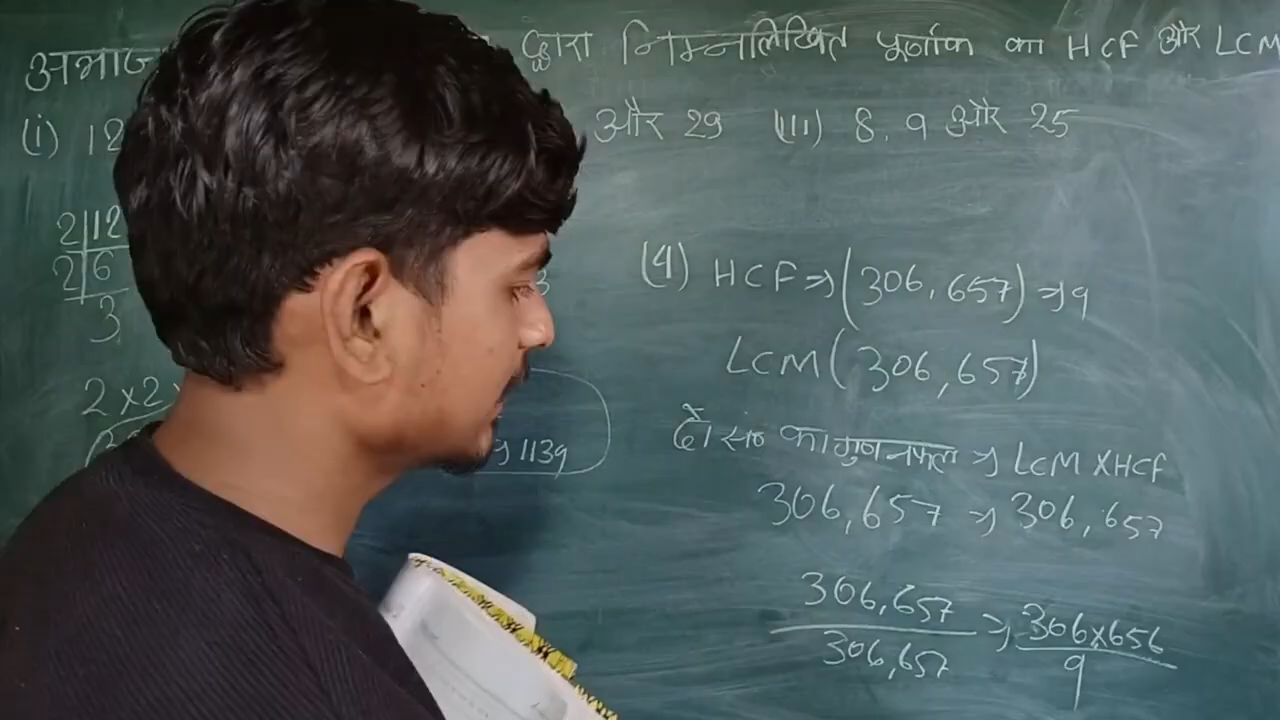 अभाज द्वारा निम्नलिखित पूर्णांक का HCF और LCM
(i) 12 और 29 (III) 8, 9 और 25
2 12
2 6
3
3
2 x 2
1139
(4) HCF ⇒ (306, 657) ⇒ 9
LCM (306, 657)
दो सं० का गुणनफल ⇒ LCM X HCF
306, 657 ⇒ 306, 657
306, 657 ⇒ 306 x 656
306, 657 9